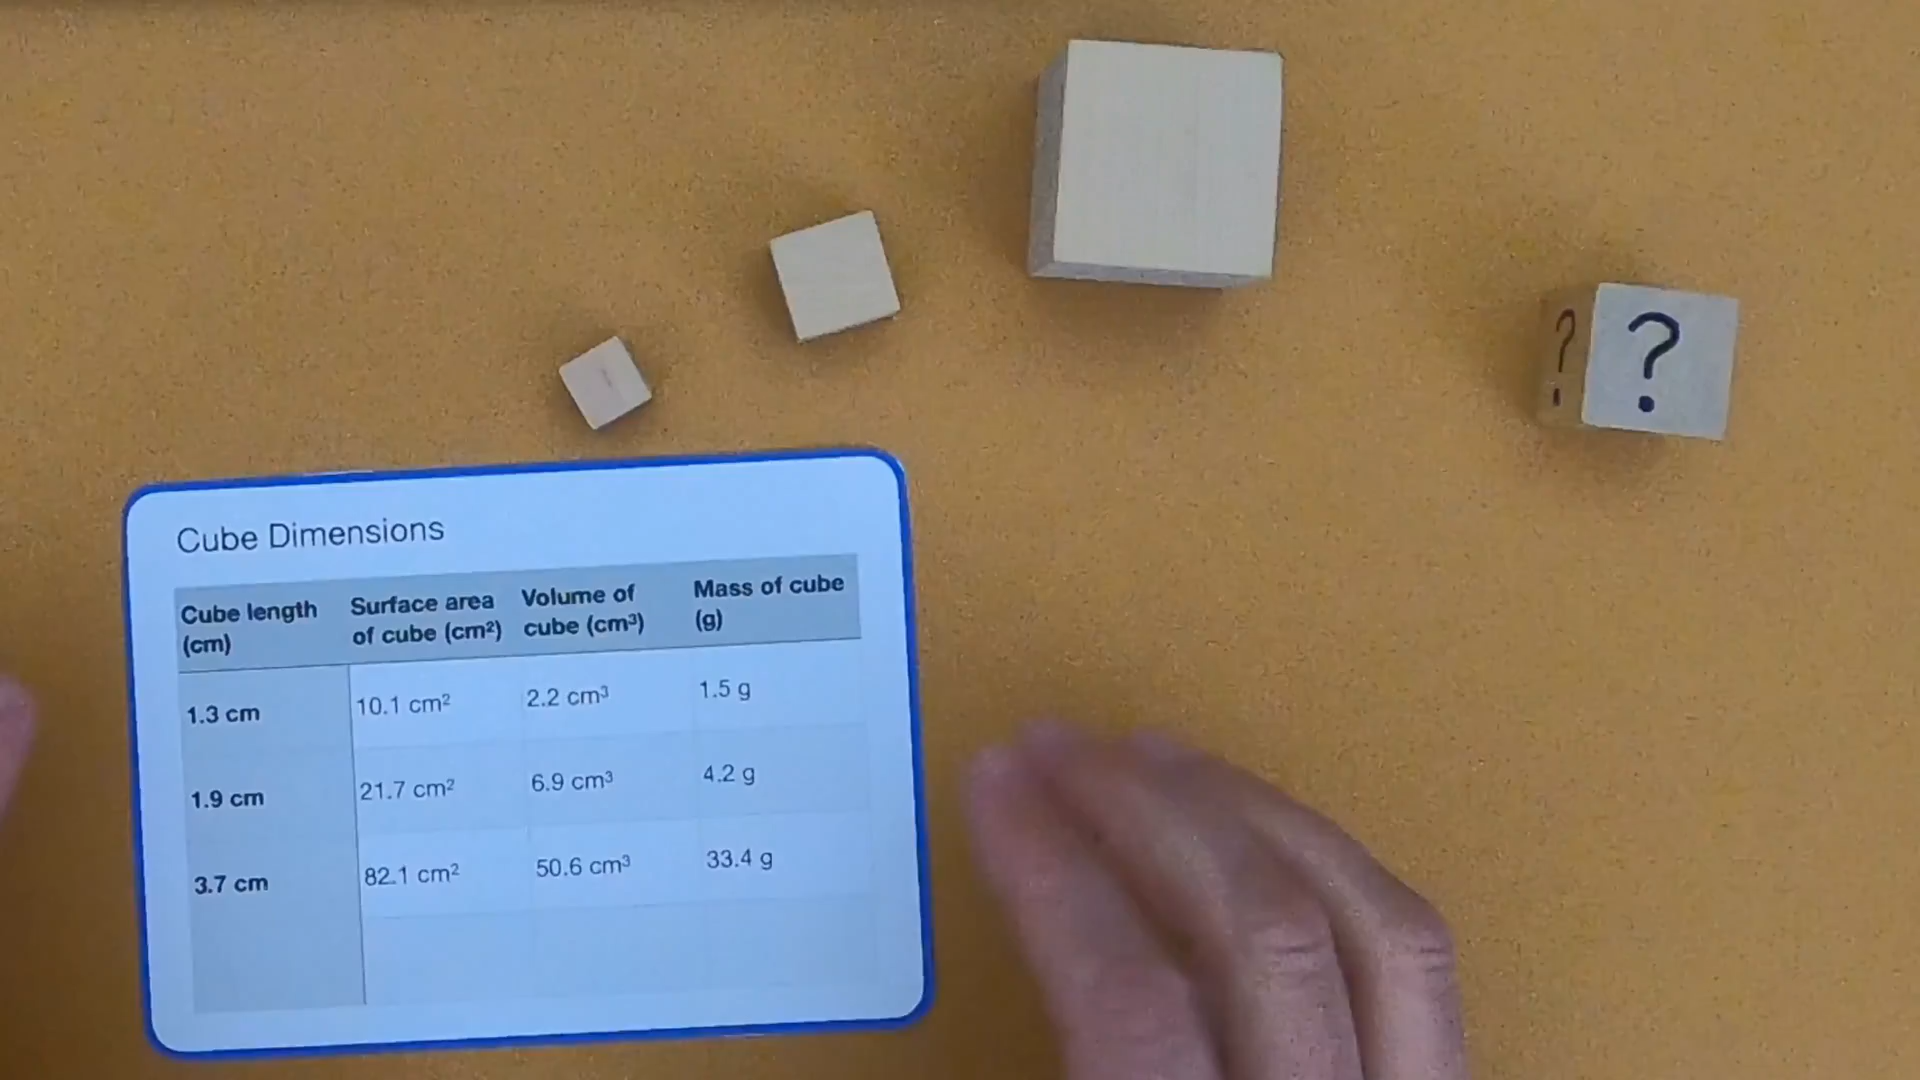 ?
?
Cube Dimensions
Cube length (cm) Surface area of cube (cm²) Volume of cube (cm³) Mass of cube (g)
1.3 cm 10.1 cm² 2.2 cm³ 1.5 g
1.9 cm 21.7 cm² 6.9 cm³ 4.2 g
3.7 cm 82.1 cm² 50.6 cm³ 33.4 g